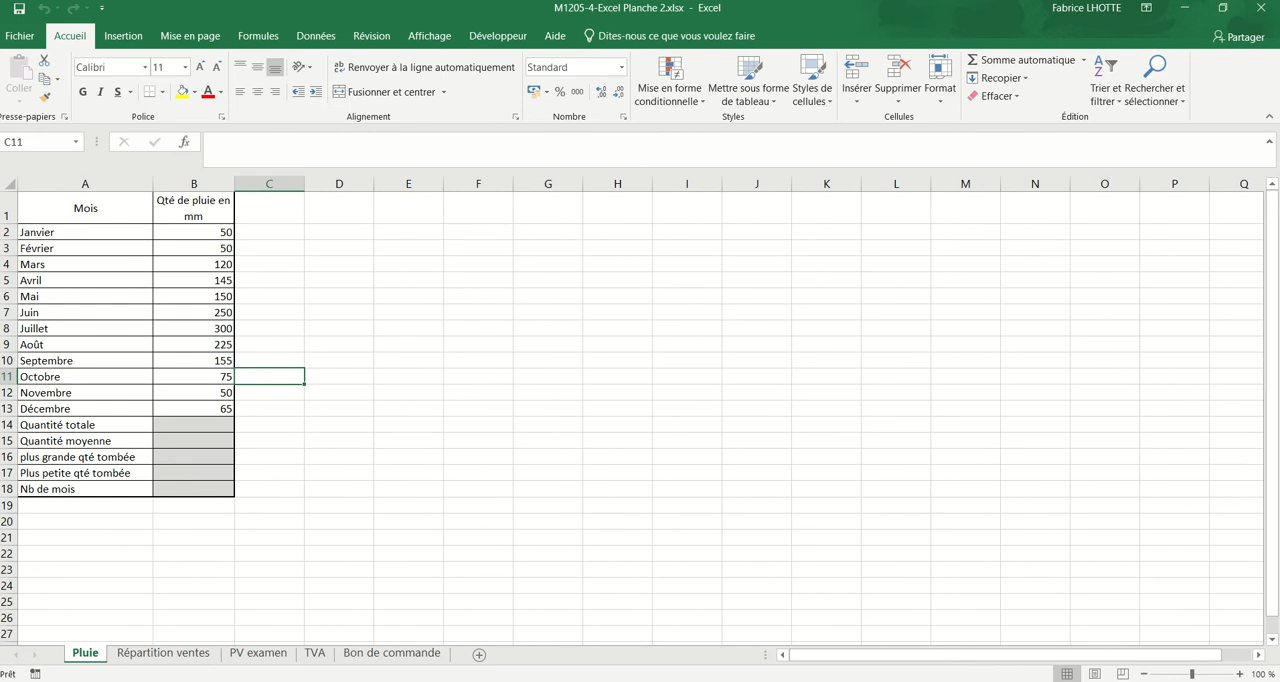 M1205-4-Excel Planche 2.xlsx - Excel
Fabrice LHOTTE
Fichier Accueil Insertion Mise en page Formules Données Révision Affichage Développeur Aide Dites-nous ce que vous voulez faire Partager
Coller
Calibri 11
G I S
Renvoyer à la ligne automatiquement
Fusionner et centrer
Standard
% 000
Mise en forme
conditionnelle
Mettre sous forme
de tableau
Styles de
cellules
Insérer Supprimer Format
Somme automatique
Recopier
Effacer
Trier et
filtrer
Rechercher et
sélectionner
Presse-papiers Police Alignement Nombre Styles Cellules Édition
C11 fx
A B C D E F G H I J K L M N O P Q
1 Mois Qté de pluie en
mm
2 Janvier 50
3 Février 50
4 Mars 120
5 Avril 145
6 Mai 150
7 Juin 250
8 Juillet 300
9 Août 225
10 Septembre 155
11 Octobre 75
12 Novembre 50
13 Décembre 65
14 Quantité totale
15 Quantité moyenne
16 plus grande qté tombée
17 Plus petite qté tombée
18 Nb de mois
19
20
21
22
23
24
25
26
27
Pluie Répartition ventes PV examen TVA Bon de commande
Prêt 100 %